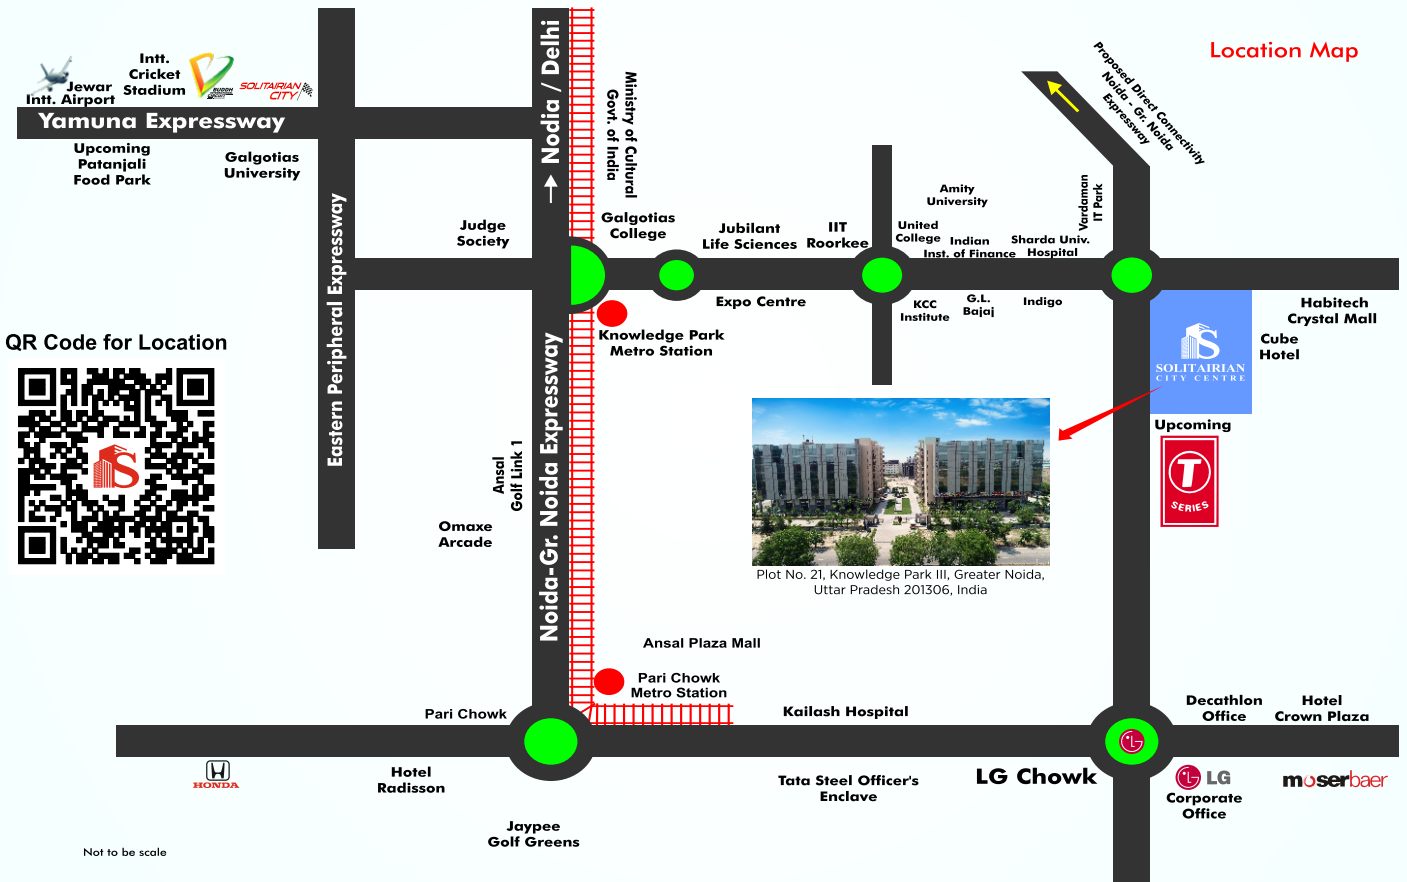 Location Map
Jewar
Intt. Airport
Intt.
Cricket
Stadium
BUDDH
SOLITAIRIAN
CITY
Yamuna Expressway
Upcoming
Patanjali
Food Park
Galgotias
University
Eastern Peripheral Expressway
Nodia / Delhi
Ministry of Cultural
Govt. of India
Judge
Society
Galgotias
College
Jubilant
Life Sciences
IIT
Roorkee
Amity
University
United
College
Indian
Inst. of Finance
Sharda Univ.
Hospital
Vardaman
IT Park
Proposed Direct Connectivity
Noida - Gr. Noida
Expressway
Expo Centre
KCC
Institute
G.L.
Bajaj
Indigo
Habitech
Crystal Mall
Cube
Hotel
Knowledge Park
Metro Station
QR Code for Location
S
S
SOLITAIRIAN
CITY CENTRE
Upcoming
T
SERIES
Noida-Gr. Noida Expressway
Ansal
Golf Link 1
Omaxe
Arcade
Plot No. 21, Knowledge Park III, Greater Noida,
Uttar Pradesh 201306, India
Ansal Plaza Mall
Pari Chowk
Metro Station
Pari Chowk
Kailash Hospital
Decathlon
Office
Hotel
Crown Plaza
HONDA
Hotel
Radisson
Tata Steel Officer's
Enclave
LG Chowk
LG
Corporate
Office
moserbaer
Jaypee
Golf Greens
Not to be scale